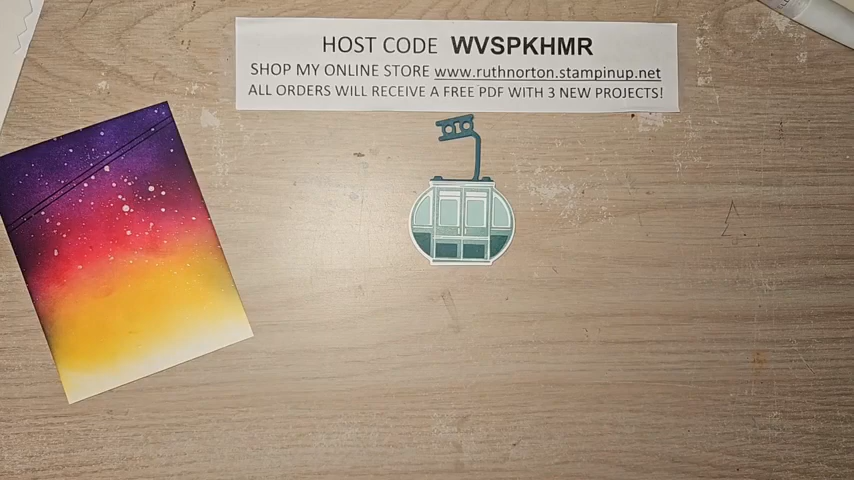 HOST CODE WVSPKHMR
SHOP MY ONLINE STORE www.ruthnorton.stampinup.net
ALL ORDERS WILL RECEIVE A FREE PDF WITH 3 NEW PROJECTS!